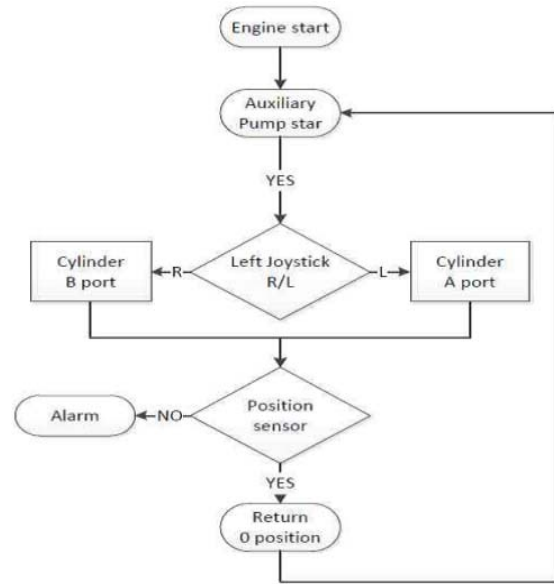 Engine start
Auxiliary
Pump star
YES
Cylinder
B port
R
Left Joystick
R/L
L
Cylinder
A port
Alarm
NO
Position
sensor
YES
Return
0 position